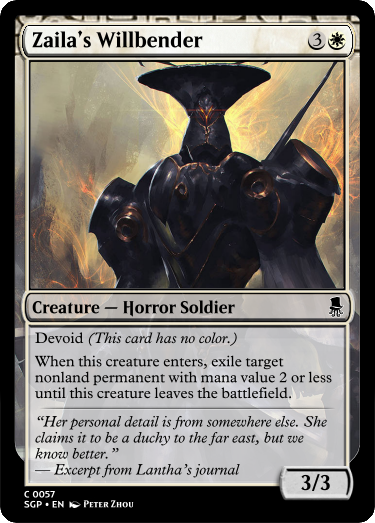 Zaila's Willbender 3
Creature — Horror Soldier
Devoid (This card has no color.)
When this creature enters, exile target
nonland permanent with mana value 2 or less
until this creature leaves the battlefield.
“Her personal detail is from somewhere else. She
claims it to be a duchy to the far east, but we
know better.”
— Excerpt from Lantha's journal
3/3
C 0057
SGP • EN Peter Zhou